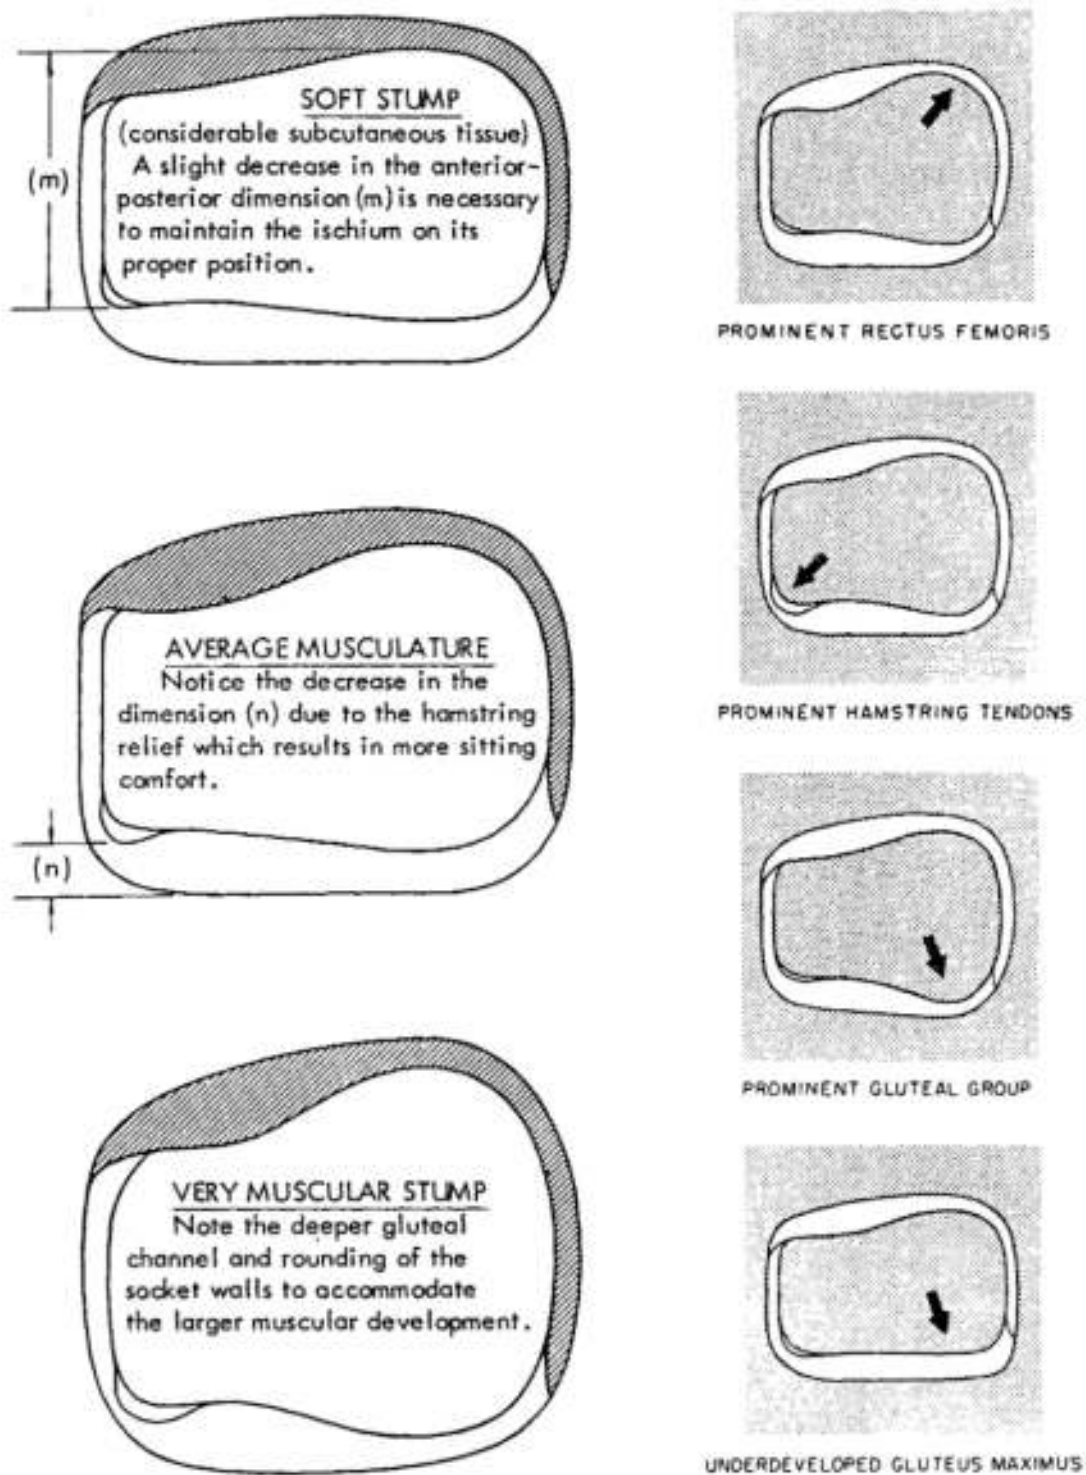 (m)
SOFT STUMP
(considerable subcutaneous tissue)
A slight decrease in the anterior-
posterior dimension (m) is necessary
to maintain the ischium on its
proper position.
AVERAGE MUSCULATURE
Notice the decrease in the
dimension (n) due to the hamstring
relief which results in more sitting
comfort.
(n)
VERY MUSCULAR STUMP
Note the deeper gluteal
channel and rounding of the
socket walls to accommodate
the larger muscular development.
PROMINENT RECTUS FEMORIS
PROMINENT HAMSTRING TENDONS
PROMINENT GLUTEAL GROUP
UNDERDEVELOPED GLUTEUS MAXIMUS